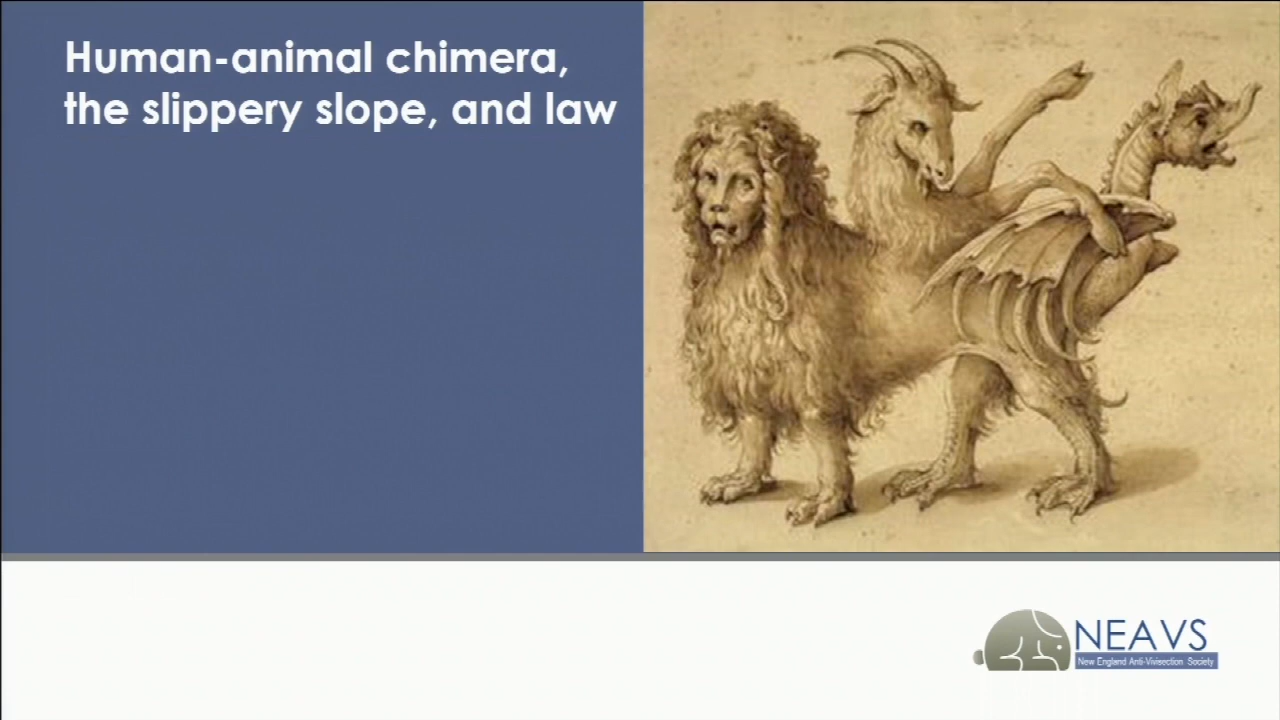 Human-animal chimera,
the slippery slope, and law
NEAVS
New England Anti-Vivisection Society